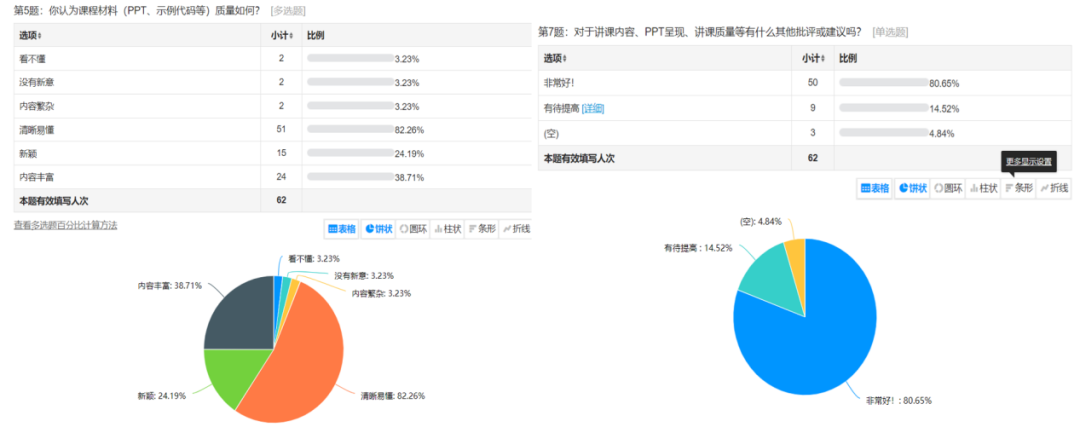 第5题：你认为课程材料（PPT、示例代码等）质量如何？ [多选题]
选项 小计 比例
看不懂 2 3.23%
没有新意 2 3.23%
内容繁杂 2 3.23%
清晰易懂 51 82.26%
新颖 15 24.19%
内容丰富 24 38.71%
本题有效填写人次 62
查看多选题百分比计算方法
表格 饼状 圆环 柱状 条形 折线
看不懂: 3.23%
没有新意: 3.23%
内容繁杂: 3.23%
内容丰富: 38.71%
新颖: 24.19%
清晰易懂: 82.26%
第7题：对于讲课内容、PPT呈现、讲课质量等有什么其他批评或建议吗？ [单选题]
选项 小计 比例
非常好！ 50 80.65%
有待提高 [详细] 9 14.52%
(空) 3 4.84%
本题有效填写人次 62
更多显示设置
表格 饼状 圆环 柱状 条形 折线
(空): 4.84%
有待提高 : 14.52%
非常好！: 80.65%